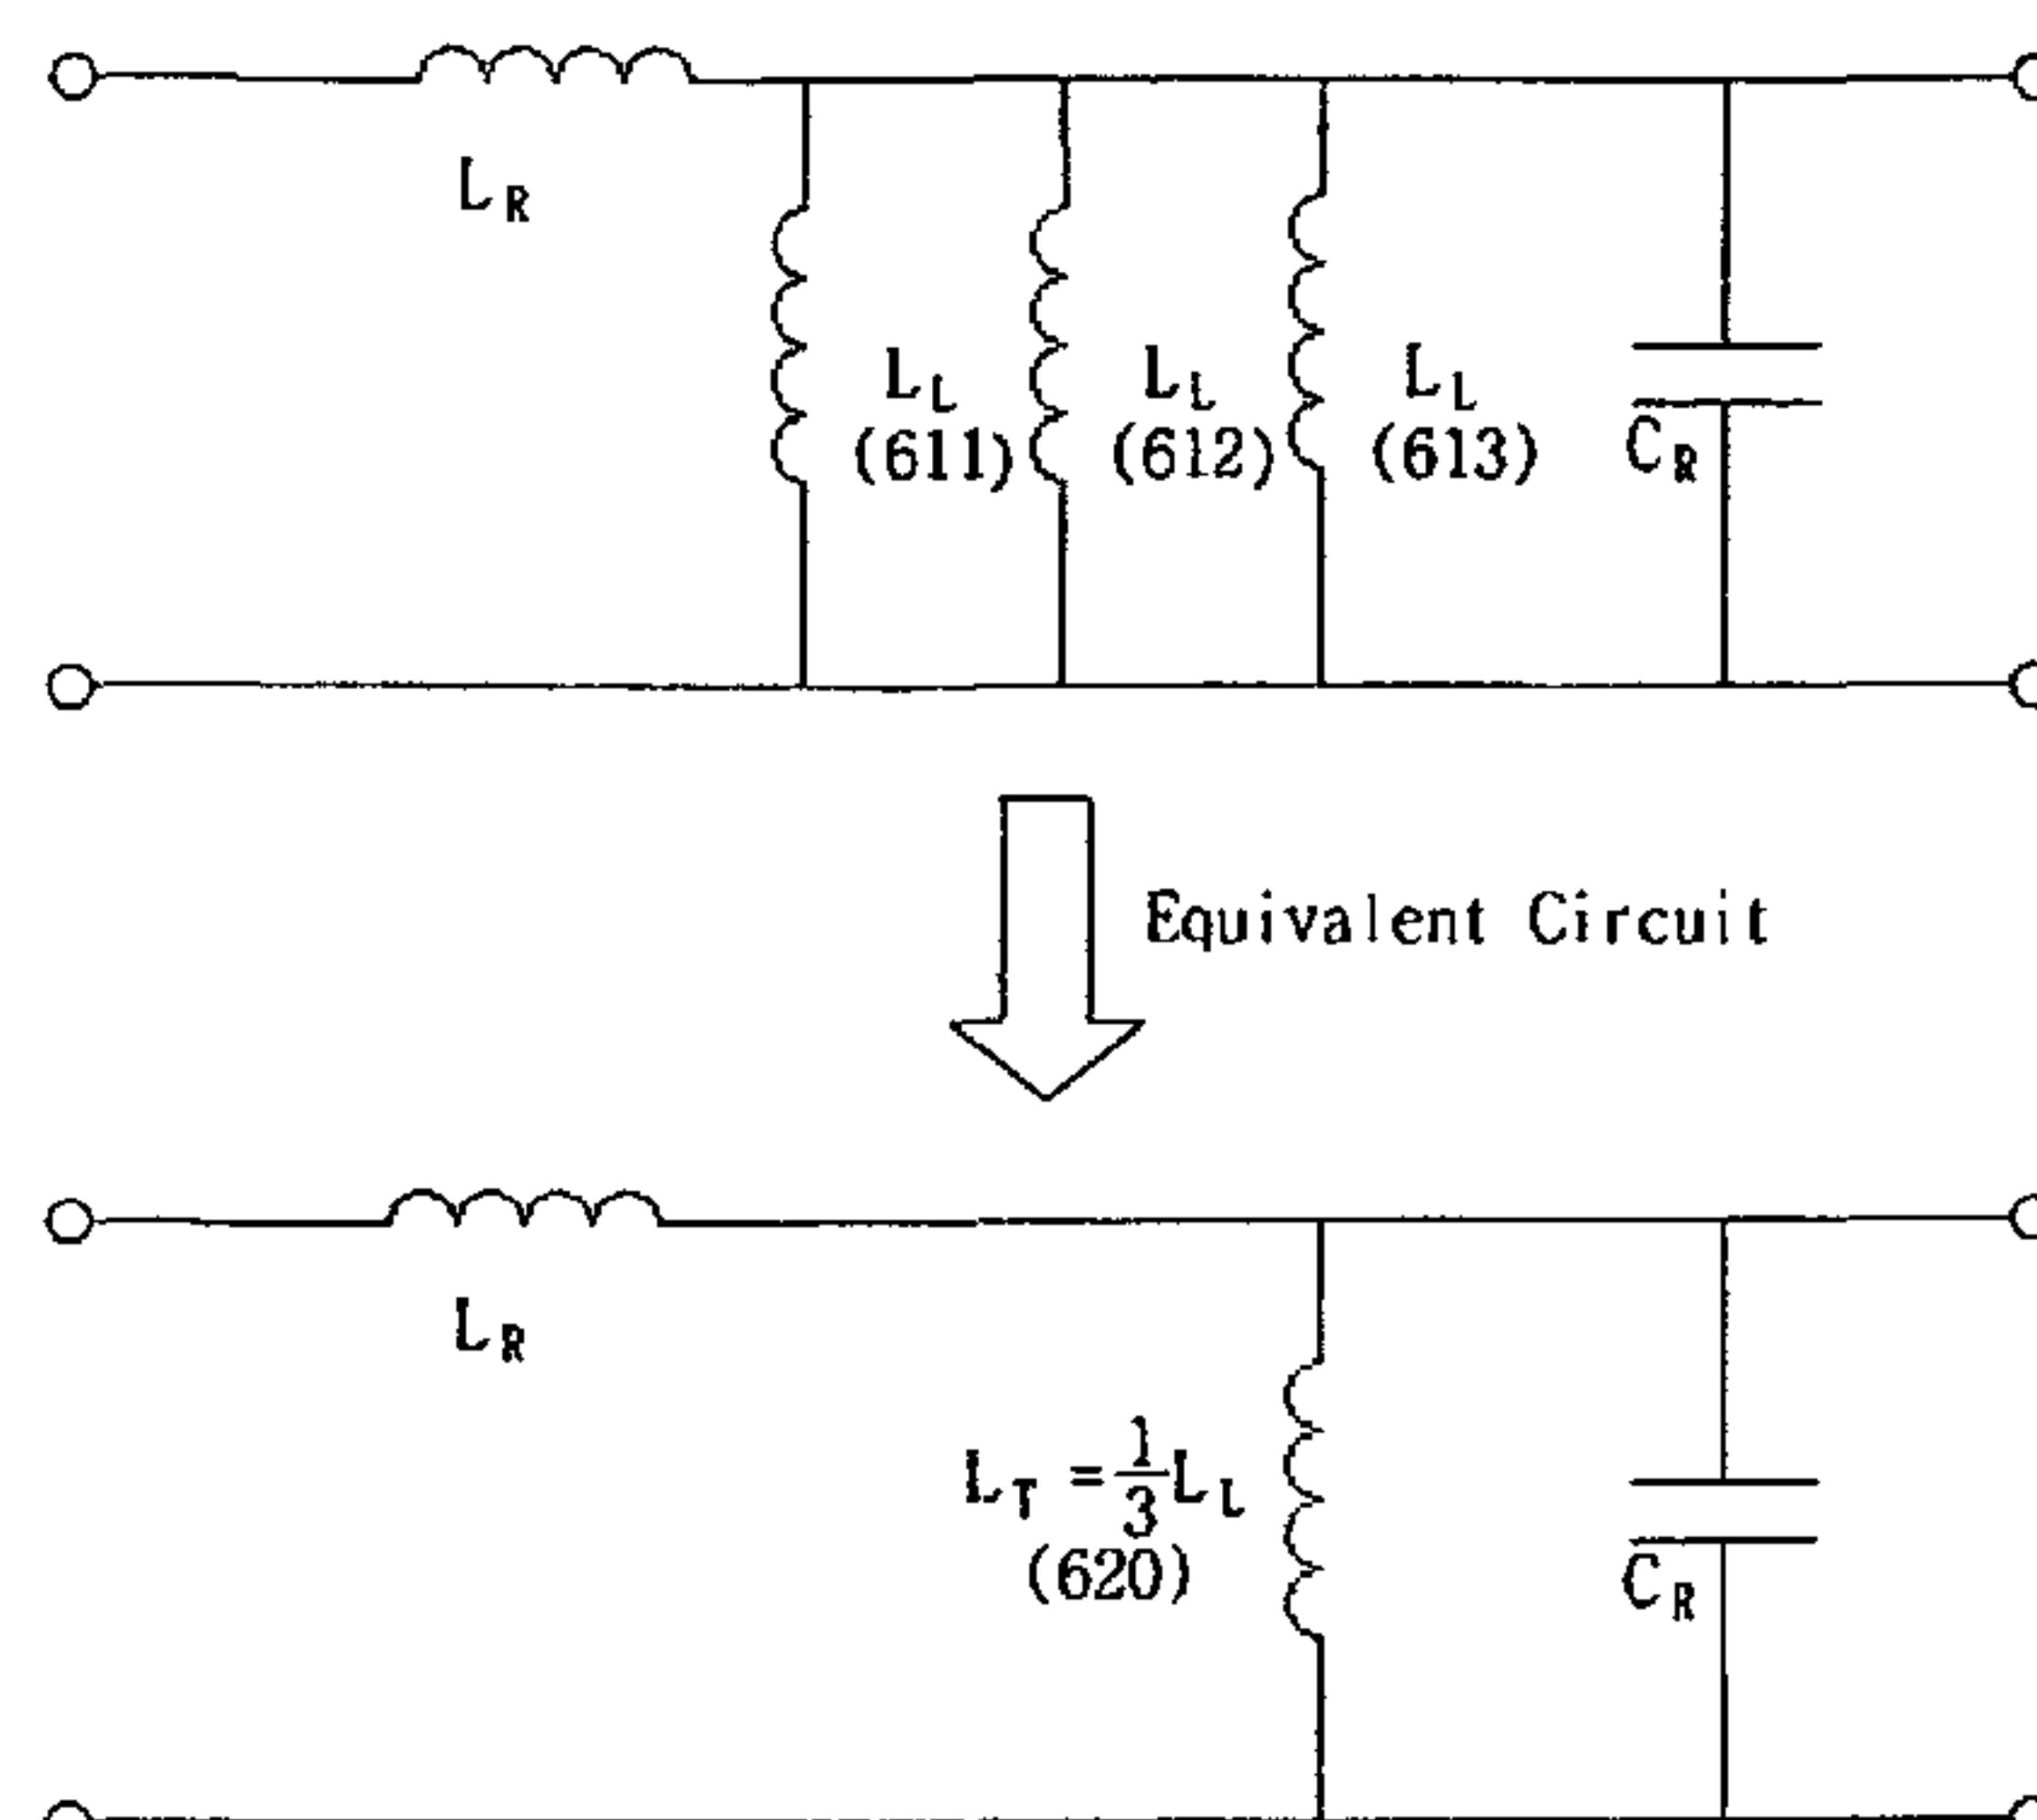 L_R
L_L L_L L_L
(611) (612) (613) C_R
Equivalent Circuit
L_R
L_T = 1/3 L_L
(620)
C_R